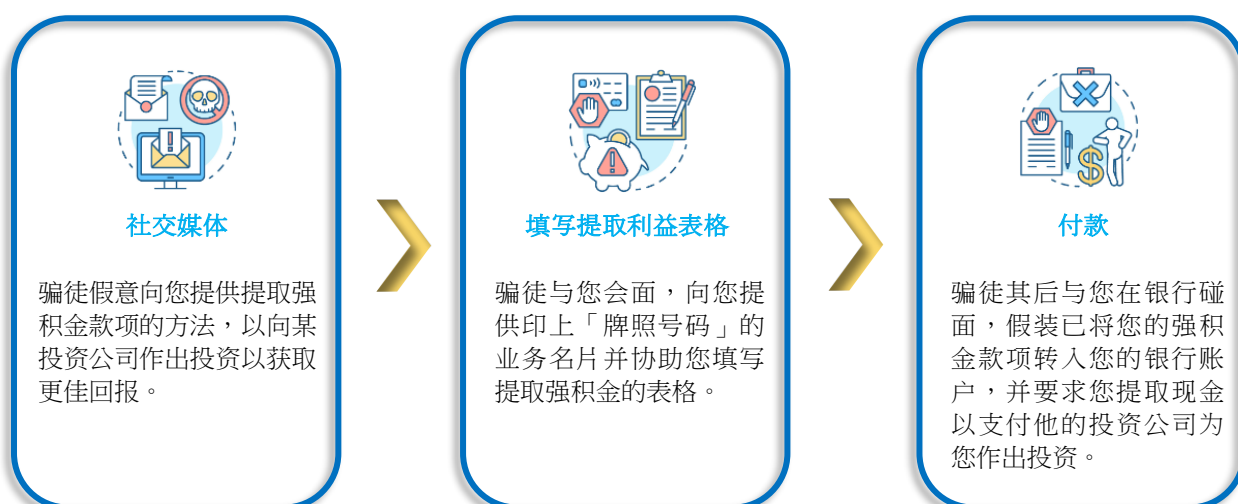 社交媒体
骗徒假意向您提供提取强
积金款项的方法，以向某
投资公司作出投资以获取
更佳回报。
填写提取利益表格
骗徒与您会面，向您提
供印上「牌照号码」的
业务名片并协助您填写
提取强积金的表格。
付款
骗徒其后与您在银行碰
面，假装已将您的强积
金款项转入您的银行账
户，并要求您提取现金
以支付他的投资公司为
您作出投资。